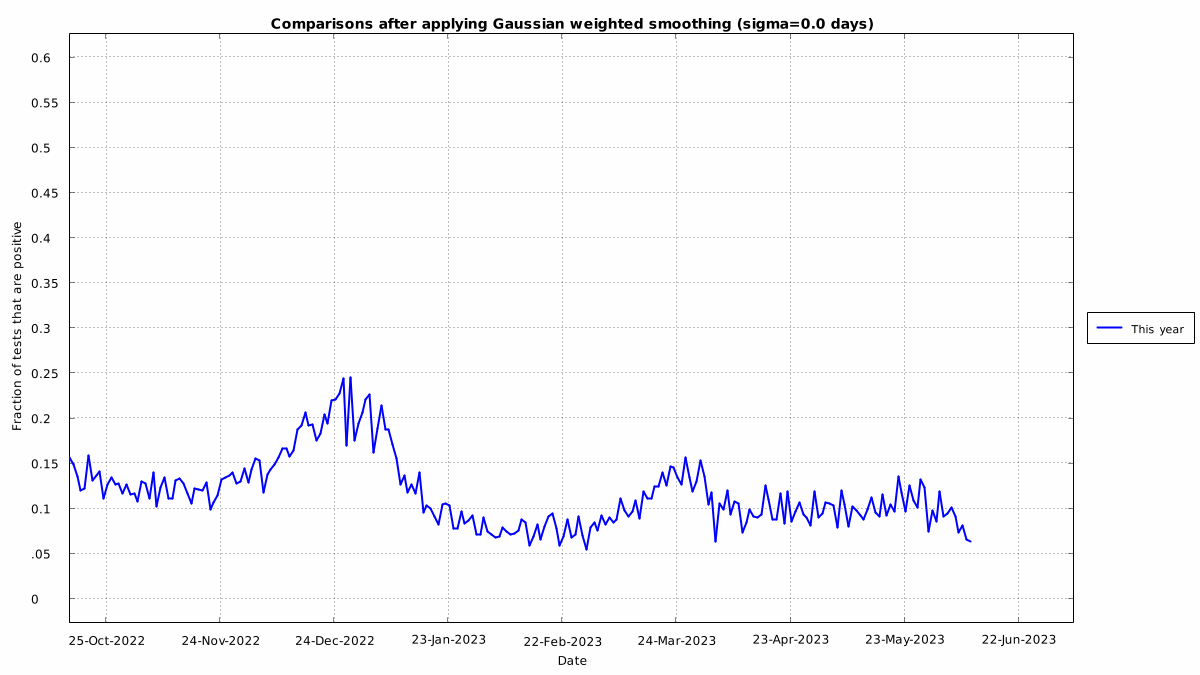 Comparisons after applying Gaussian weighted smoothing (sigma=0.0 days)
Fraction of tests that are positive
0.6
0.55
0.5
0.45
0.4
0.35
0.3
0.25
0.2
0.15
0.1
.05
0
25-Oct-2022 24-Nov-2022 24-Dec-2022 23-Jan-2023 22-Feb-2023 24-Mar-2023 23-Apr-2023 23-May-2023 22-Jun-2023
Date
This year